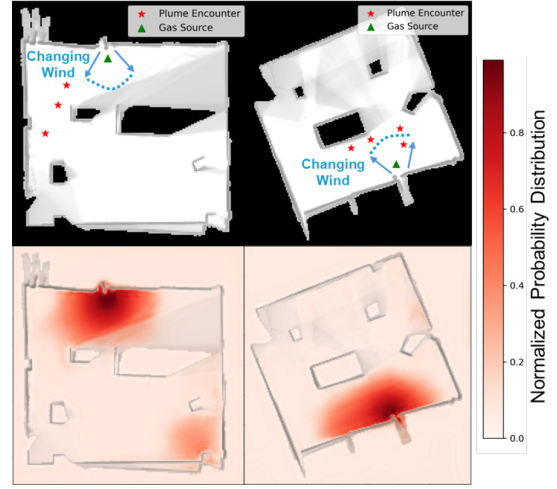 Plume Encounter
Gas Source
Changing
Wind
Plume Encounter
Gas Source
Changing
Wind
0.8
0.6
0.4
0.2
0.0
Normalized Probability Distribution